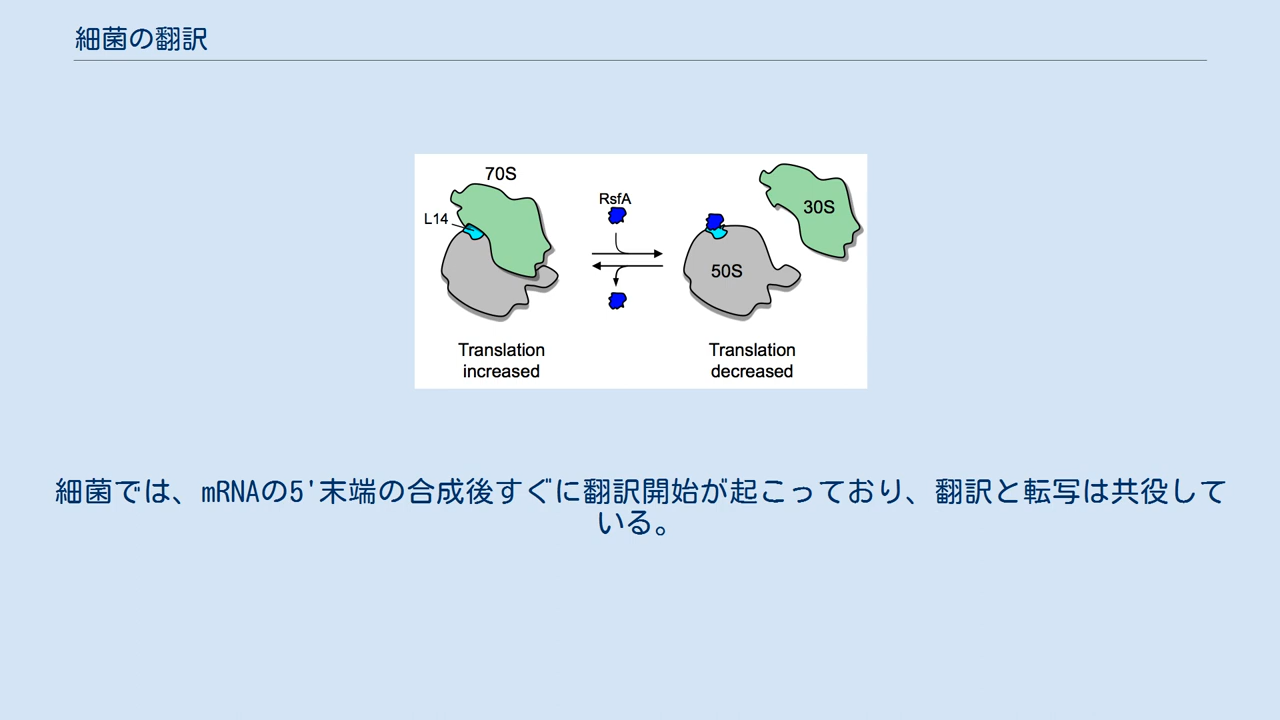 細菌の翻訳
70S
RsfA
L14
30S
50S
Translation
increased
Translation
decreased
細菌では、mRNAの5'末端の合成後すぐに翻訳開始が起こっており、翻訳と転写は共役して
いる。